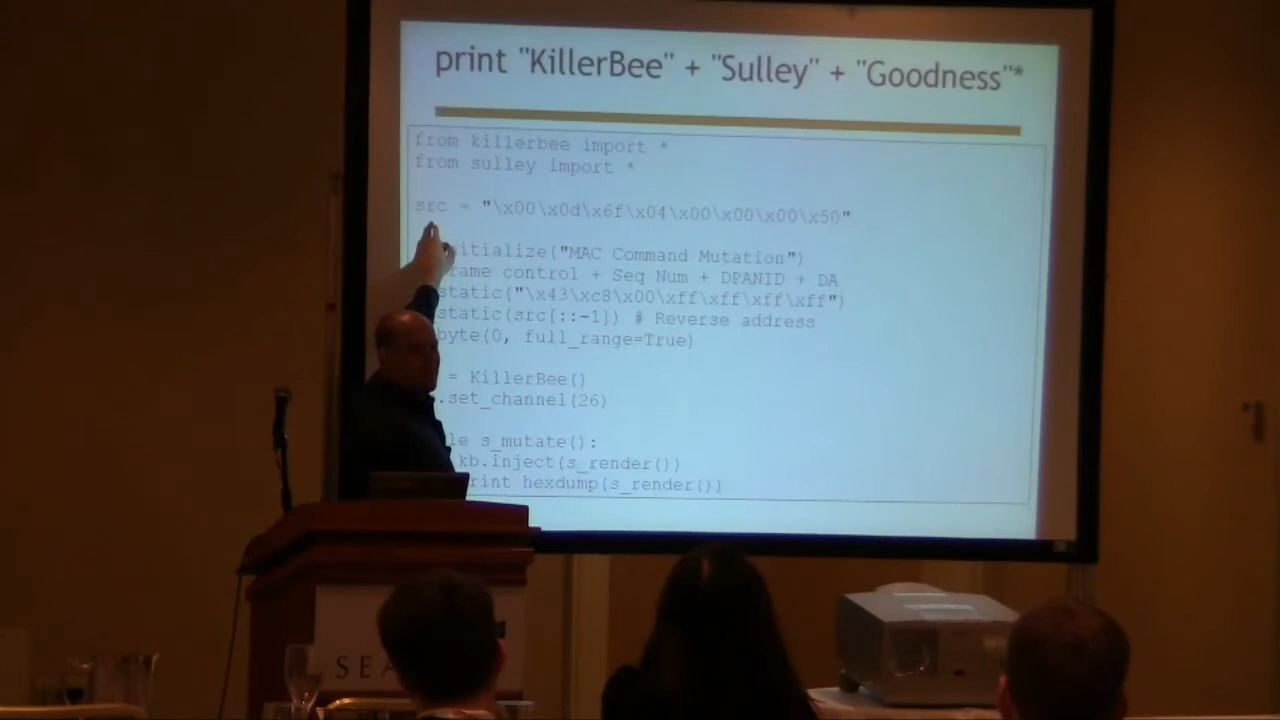 print "KillerBee" + "Sulley" + "Goodness"*
from killerbee import *
from sulley import *
src = "\x00\x0d\x6f\x04\x00\x00\x00\x50"
itialize("MAC Command Mutation")
rame control + Seq Num + DPANID + DA
static("\x43\xc8\x00\xff\xff\xff\xff")
static(src[::-1]) # Reverse address
byte(0, full_range=True)
= KillerBee()
.set_channel(26)
le s_mutate():
kb.inject(s_render())
rint hexdump(s_render())
SEA